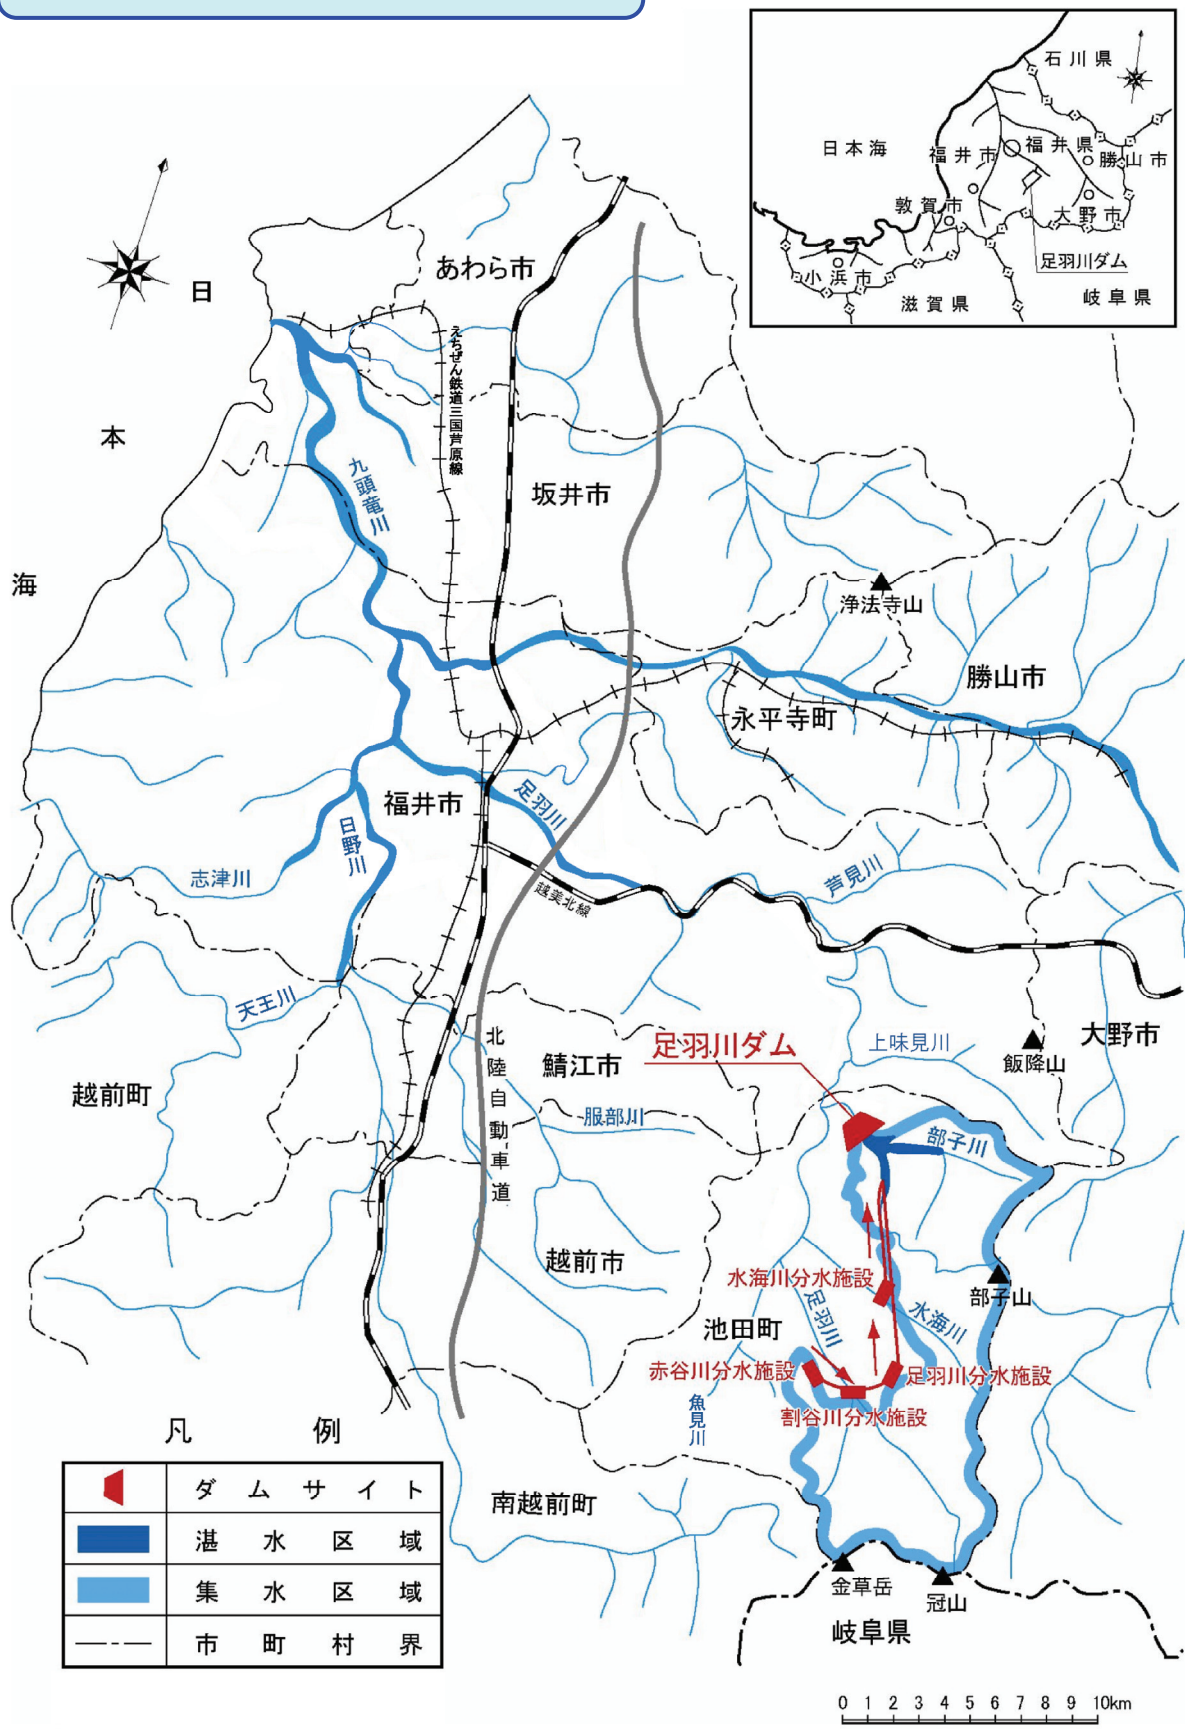 石川県
日本海
福井市
福井県
勝山市
敦賀市
大野市
足羽川ダム
小浜市
滋賀県
岐阜県
日
本
海
あわら市
えちぜん鉄道三国芦原線
九頭竜川
坂井市
浄法寺山
勝山市
永平寺町
福井市
足羽川
日野川
志津川
芦見川
越美北線
天王川
北陸自動車道
鯖江市
足羽川ダム
上味見川
飯降山
大野市
越前町
服部川
部子川
越前市
水海川分水施設
部子山
足羽川
水海川
池田町
赤谷川分水施設
足羽川分水施設
割谷川分水施設
魚見川
南越前町
金草岳
冠山
岐阜県
凡例
ダムサイト
湛水区域
集水区域
市町村界
0 1 2 3 4 5 6 7 8 9 10km